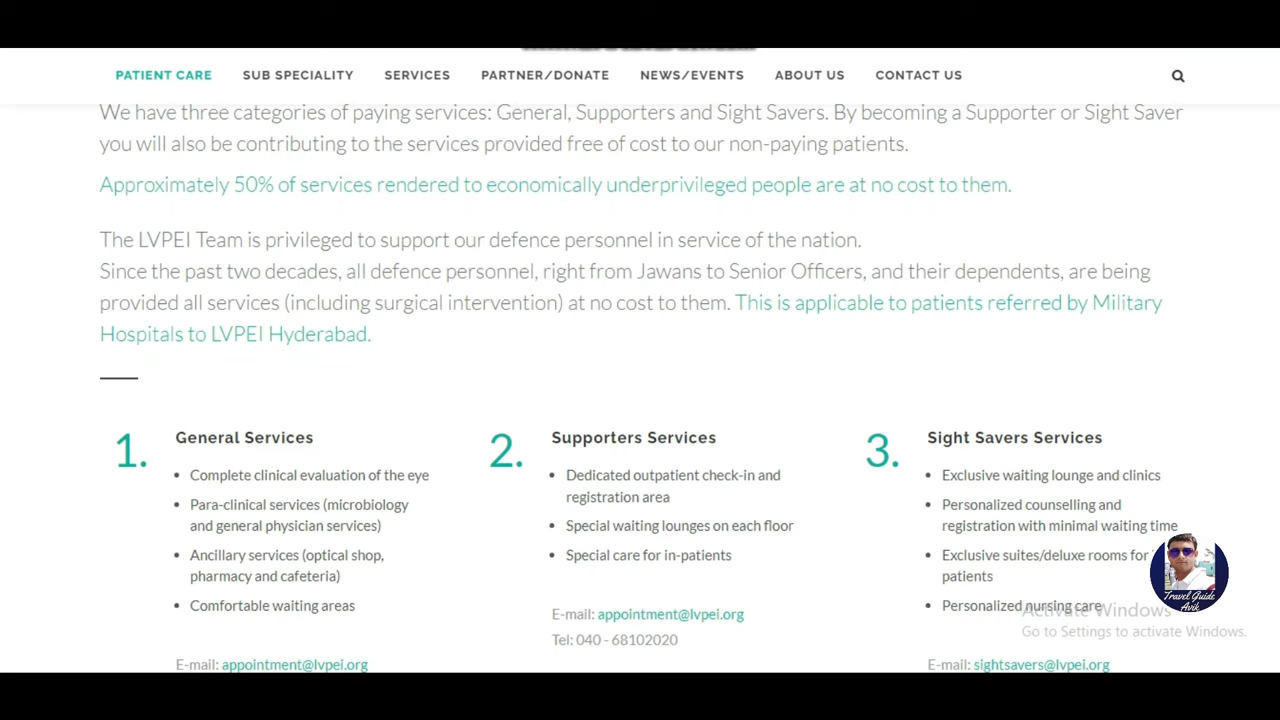 PATIENT CARE SUB SPECIALITY SERVICES PARTNER/DONATE NEWS/EVENTS ABOUT US CONTACT US
We have three categories of paying services: General, Supporters and Sight Savers. By becoming a Supporter or Sight Saver
you will also be contributing to the services provided free of cost to our non-paying patients.
Approximately 50% of services rendered to economically underprivileged people are at no cost to them.
The LVPEI Team is privileged to support our defence personnel in service of the nation.
Since the past two decades, all defence personnel, right from Jawans to Senior Officers, and their dependents, are being
provided all services (including surgical intervention) at no cost to them. This is applicable to patients referred by Military
Hospitals to LVPEI Hyderabad.
1.
General Services
• Complete clinical evaluation of the eye
• Para-clinical services (microbiology
and general physician services)
• Ancillary services (optical shop,
pharmacy and cafeteria)
• Comfortable waiting areas
E-mail: appointment@lvpei.org
2.
Supporters Services
• Dedicated outpatient check-in and
registration area
• Special waiting lounges on each floor
• Special care for in-patients
E-mail: appointment@lvpei.org
Tel: 040 - 68102020
3.
Sight Savers Services
• Exclusive waiting lounge and clinics
• Personalized counselling and
registration with minimal waiting time
• Exclusive suites/deluxe rooms for
patients
• Personalized nursing care
E-mail: sightsavers@lvpei.org
Travel Guide
Avik
Activate Windows
Go to Settings to activate Windows.